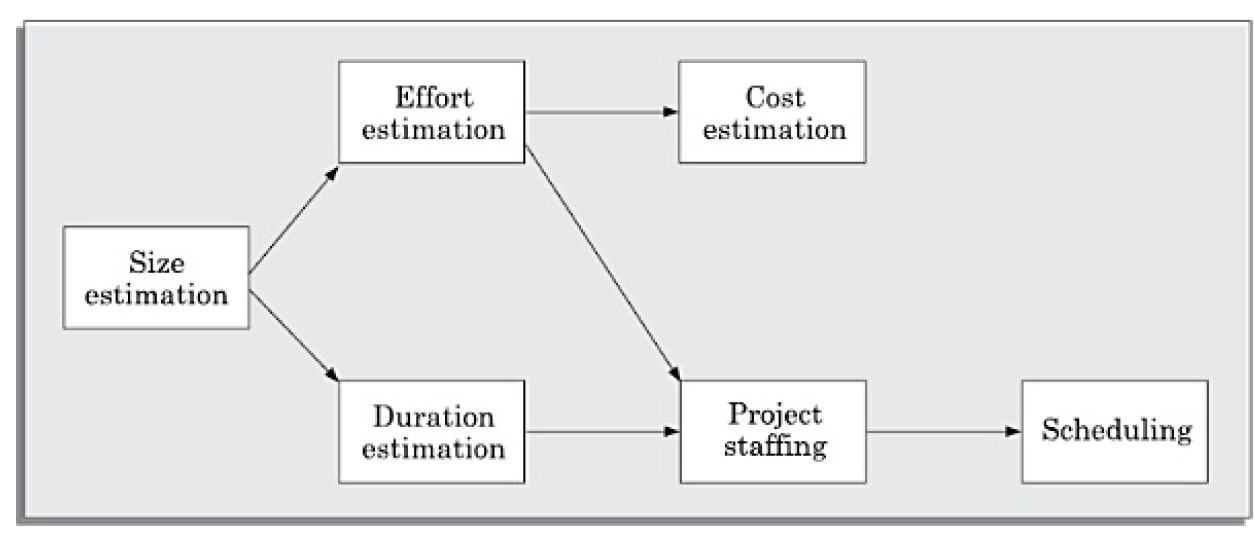 Effort
estimation
Cost
estimation
Size
estimation
Duration
estimation
Project
staffing
Scheduling